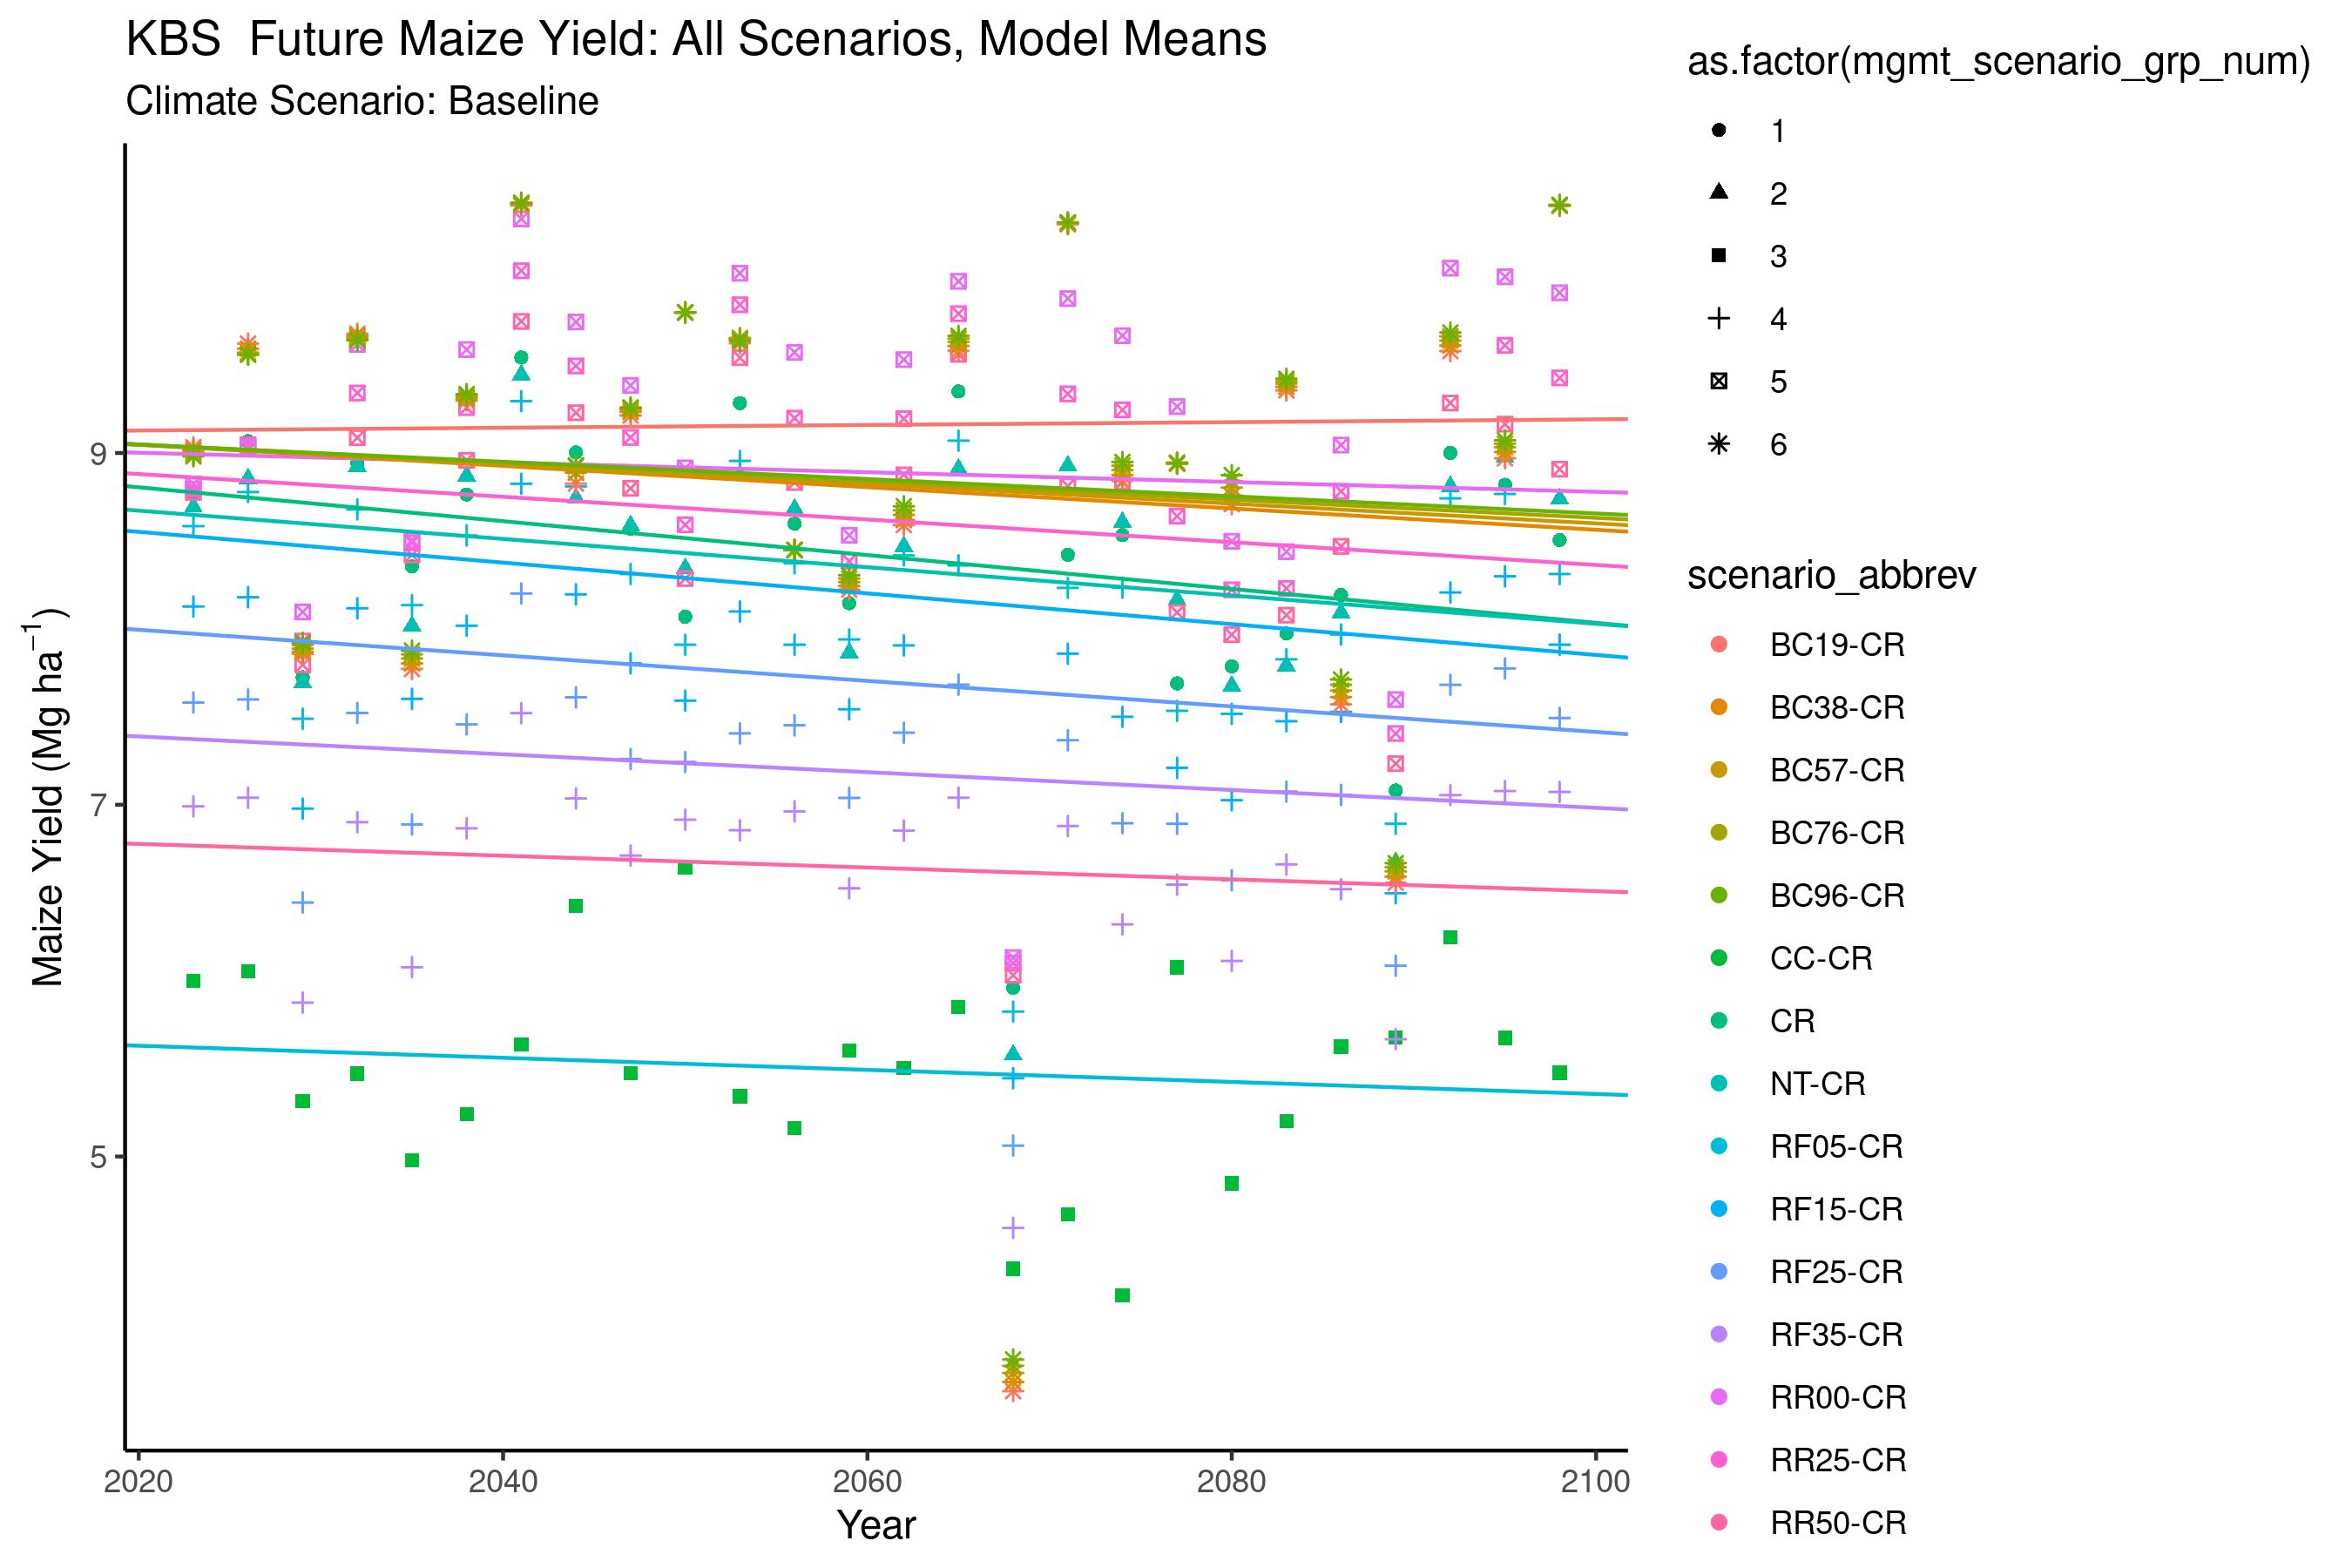 KBS  Future Maize Yield: All Scenarios, Model Means
Climate Scenario: Baseline
Maize Yield (Mg ha⁻¹)
9
7
5
2020 2040 2060 2080 2100
Year
as.factor(mgmt_scenario_grp_num)
1
2
3
4
5
6
scenario_abbrev
BC19-CR
BC38-CR
BC57-CR
BC76-CR
BC96-CR
CC-CR
CR
NT-CR
RF05-CR
RF15-CR
RF25-CR
RF35-CR
RR00-CR
RR25-CR
RR50-CR